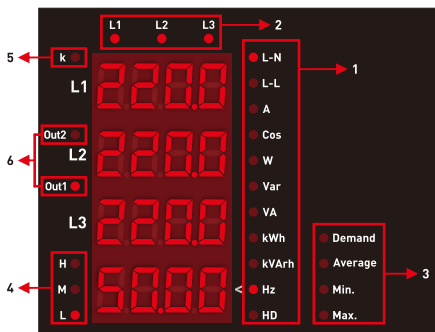 L1 L2 L3
2
5
k
L1
220.0
L-N
1
L-L
A
Out2
Cos
6
L2
220.0
W
Out1
Var
L3
220.0
VA
kWh
Demand
H
kVArh
Average
3
4
M
50.00
< Hz
Min.
L
HD
Max.